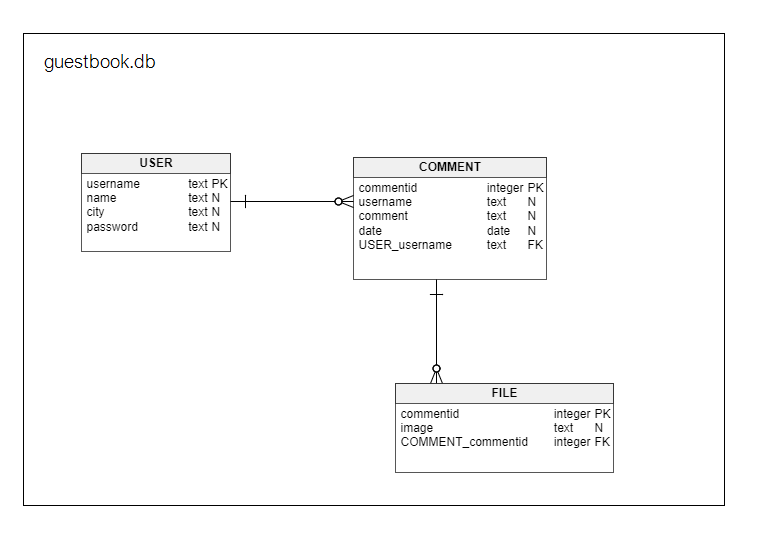 guestbook.db
USER
username text PK
name text N
city text N
password text N
COMMENT
commentid integer PK
username text N
comment text N
date date N
USER_username text FK
FILE
commentid integer PK
image text N
COMMENT_commentid integer FK